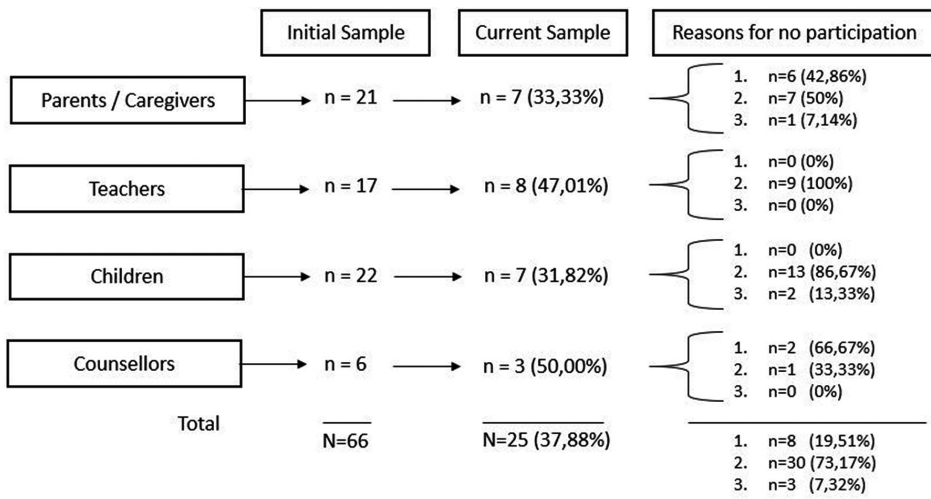 Initial Sample Current Sample Reasons for no participation
Parents / Caregivers n = 21 n = 7 (33,33%)
1. n=6 (42,86%)
2. n=7 (50%)
3. n=1 (7,14%)
Teachers n = 17 n = 8 (47,01%)
1. n=0 (0%)
2. n=9 (100%)
3. n=0 (0%)
Children n = 22 n = 7 (31,82%)
1. n=0 (0%)
2. n=13 (86,67%)
3. n=2 (13,33%)
Counsellors n = 6 n = 3 (50,00%)
1. n=2 (66,67%)
2. n=1 (33,33%)
3. n=0 (0%)
Total N=66 N=25 (37,88%)
1. n=8 (19,51%)
2. n=30 (73,17%)
3. n=3 (7,32%)